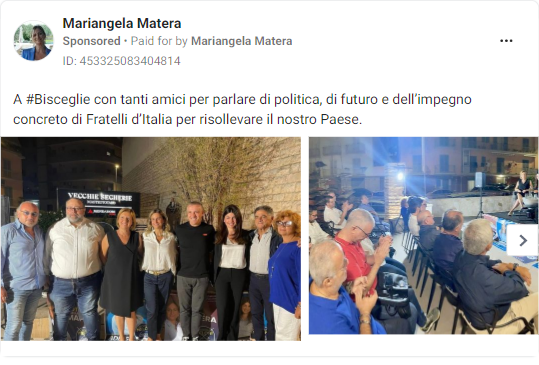 Mariangela Matera
Sponsored • Paid for by Mariangela Matera
ID: 453325083404814
A #Bisceglie con tanti amici per parlare di politica, di futuro e dell'impegno
concreto di Fratelli d'Italia per risollevare il nostro Paese.
VECCHIE SEGHERIE